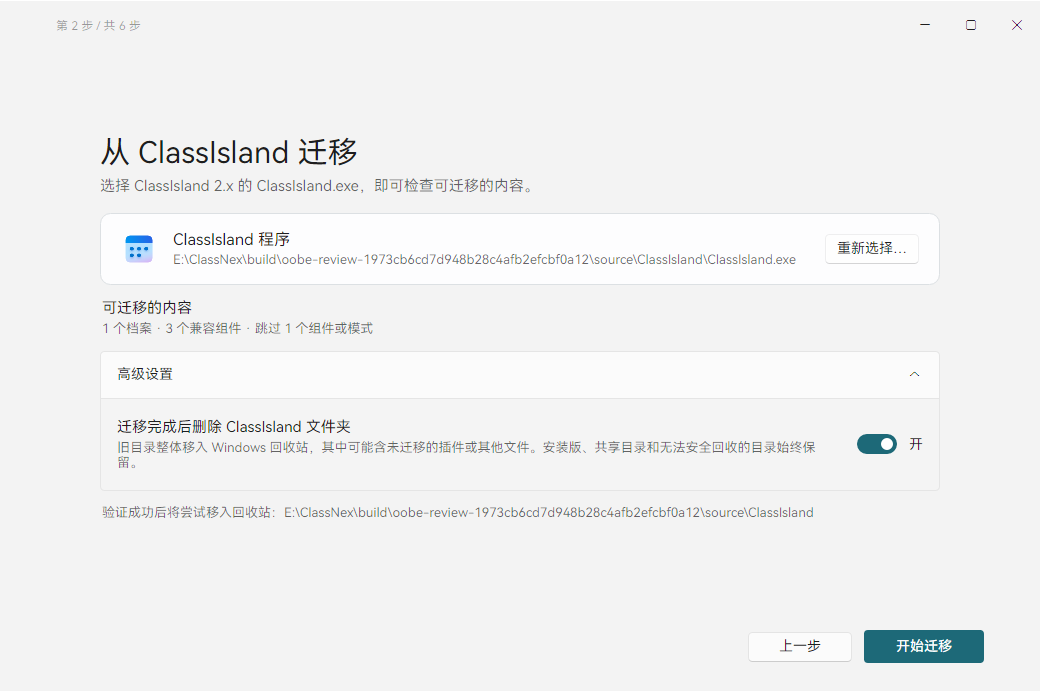 第 2 步 / 共 6 步
从 ClassIsland 迁移
选择 ClassIsland 2.x 的 ClassIsland.exe，即可检查可迁移的内容。
ClassIsland 程序
E:\ClassNex\build\oobe-review-1973cb6cd7d948b28c4afb2efcbf0a12\source\ClassIsland\ClassIsland.exe
重新选择...
可迁移的内容
1 个档案 · 3 个兼容组件 · 跳过 1 个组件或模式
高级设置
迁移完成后删除 ClassIsland 文件夹
旧目录整体移入 Windows 回收站，其中可能含未迁移的插件或其他文件。安装版、共享目录和无法安全回收的目录始终保
留。
开
验证成功后将尝试移入回收站：E:\ClassNex\build\oobe-review-1973cb6cd7d948b28c4afb2efcbf0a12\source\ClassIsland
上一步
开始迁移